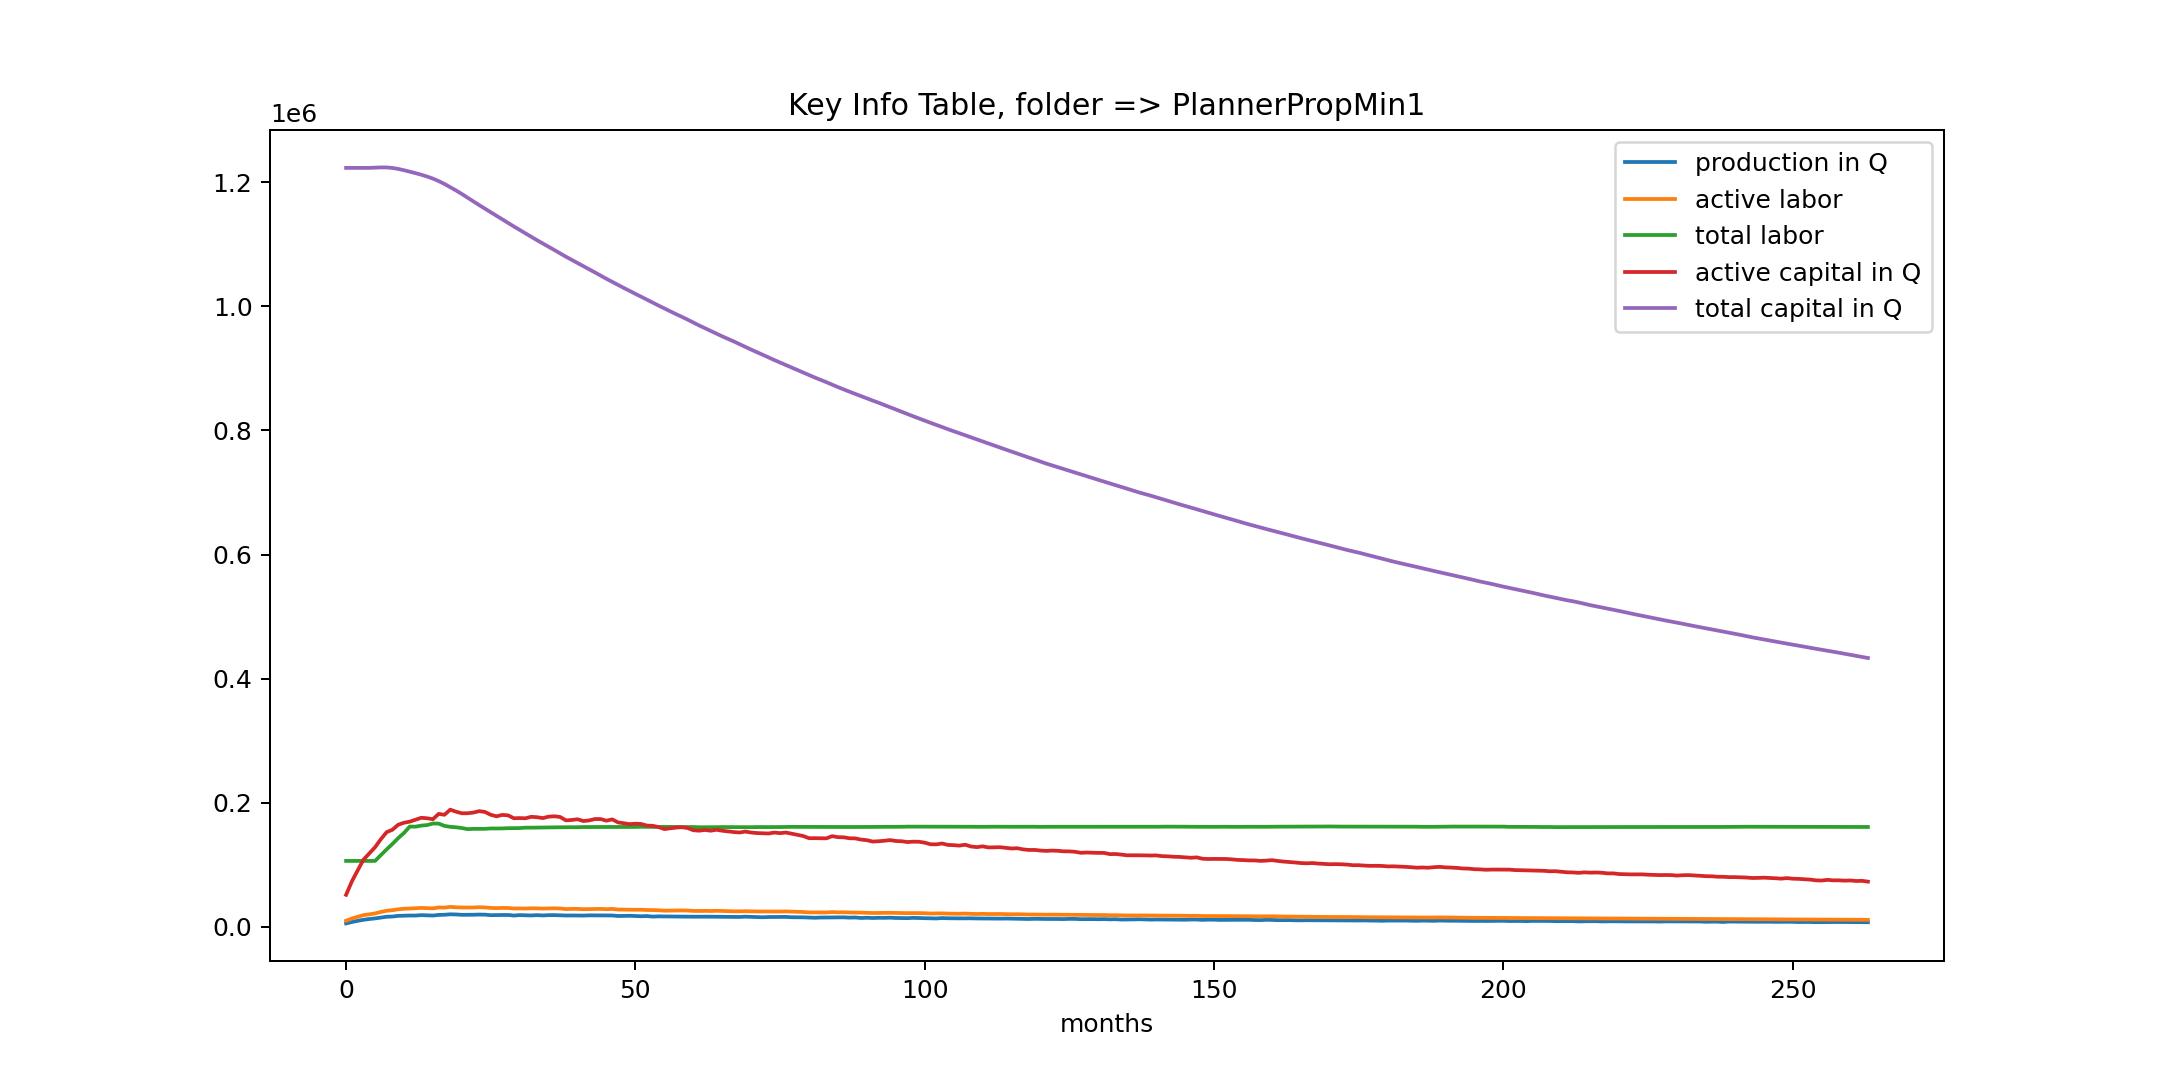 Key Info Table, folder => PlannerPropMin1
1e6
production in Q
active labor
total labor
active capital in Q
total capital in Q
1.2
1.0
0.8
0.6
0.4
0.2
0.0
0 50 100 150 200 250
months